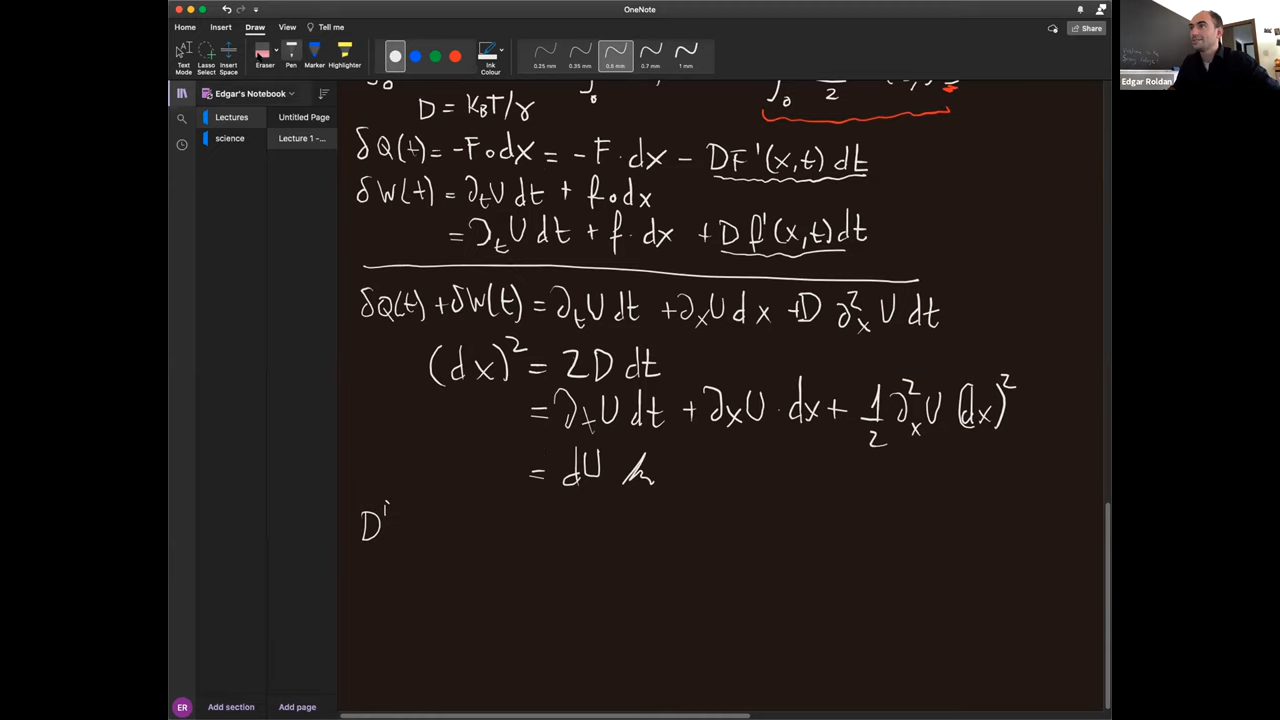 OneNote
Home Insert Draw View Tell me
Share
Text Mode
Lasso Select
Insert Space
Eraser
Pen
Marker
Highlighter
Ink Colour
0.25 mm
0.35 mm
0.5 mm
0.7 mm
1 mm
Edgar Roldan
Edgar's Notebook
Lectures
science
Untitled Page
Lecture 1 -...
D = K_BT/γ
δQ(t) = -F∘dx = -F·dx - DF'(x,t) dt
δW(t) = ∂_tU dt + f∘dx
= ∂_tU dt + f·dx + D f'(x,t)dt
δQ(t) + δW(t) = ∂_tU dt + ∂_xU dx + D ∂²_x U dt
(dx)² = 2D dt
= ∂_tU dt + ∂_xU · dx + 1/2 ∂²_xU (dx)²
= dU
Di
ER
Add section
Add page